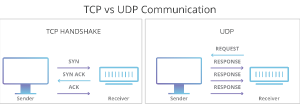 TCP vs UDP Communication
TCP HANDSHAKE
SYN
SYN ACK
ACK
Sender
Receiver
UDP
REQUEST
RESPONSE
RESPONSE
RESPONSE
Sender
Receiver